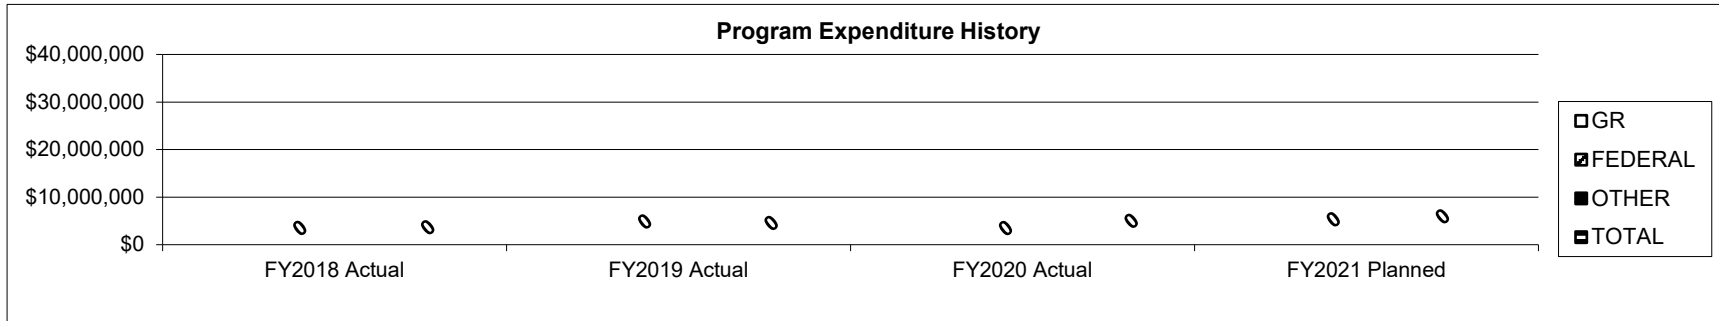 Program Expenditure History
$40,000,000
$30,000,000
$20,000,000
$10,000,000
$0
0 0 0 0 0 0 0 0
FY2018 Actual FY2019 Actual FY2020 Actual FY2021 Planned
GR
FEDERAL
OTHER
TOTAL